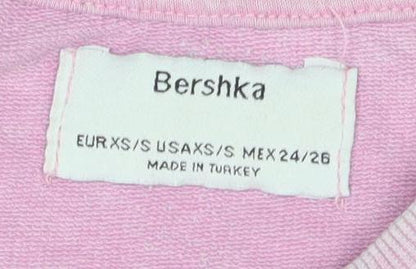 Bershka
EUR XS/S USA XS/S MEX 24/26
MADE IN TURKEY